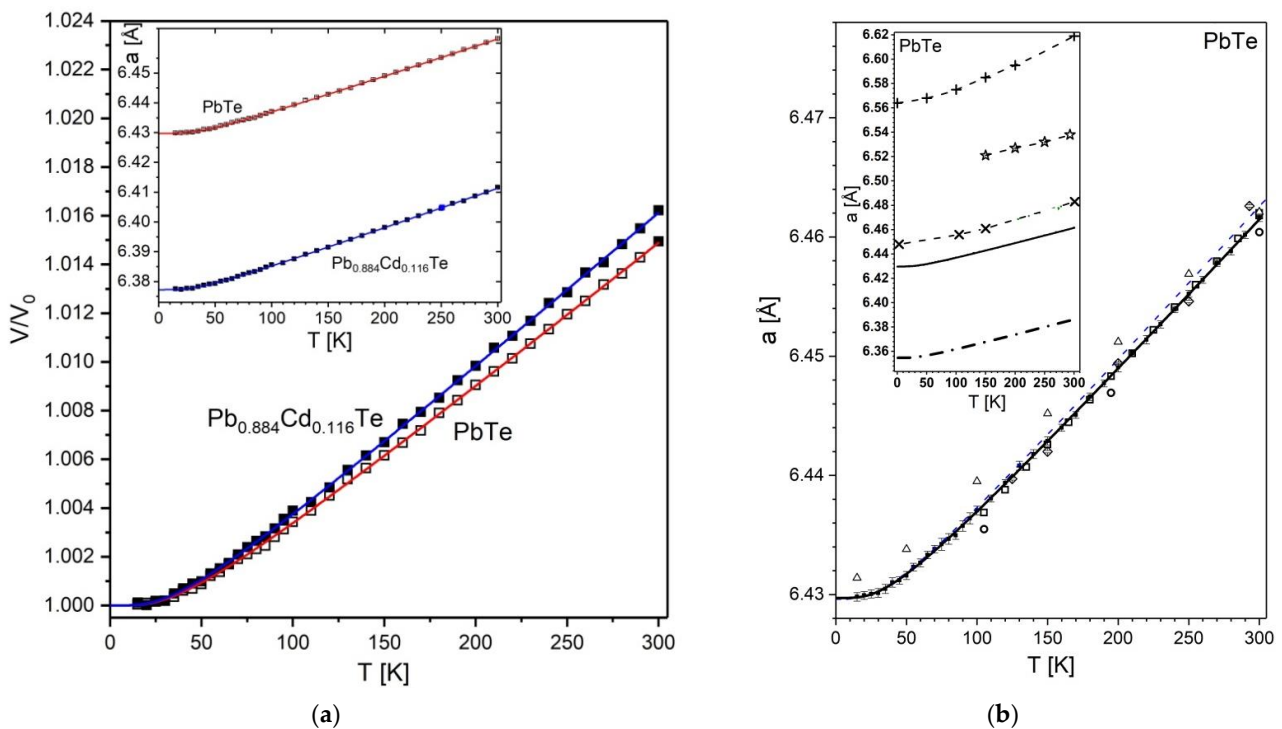 1.024
1.022
1.020
1.018
1.016
1.014
1.012
1.010
1.008
1.006
1.004
1.002
1.000
V/V0
0 50 100 150 200 250 300
T [K]
a [Å]
6.45
6.44
6.43
6.42
6.41
6.40
6.39
6.38
0 50 100 150 200 250 300
T [K]
PbTe
Pb0.884Cd0.116Te
Pb0.884Cd0.116Te
PbTe
(a)
PbTe
6.47
6.46
6.45
6.44
6.43
a [Å]
0 50 100 150 200 250 300
T [K]
PbTe
6.62
6.60
6.58
6.56
6.54
6.52
6.50
6.48
6.46
6.44
6.38
6.36
a [Å]
0 50 100 150 200 250 300
T [K]
(b)